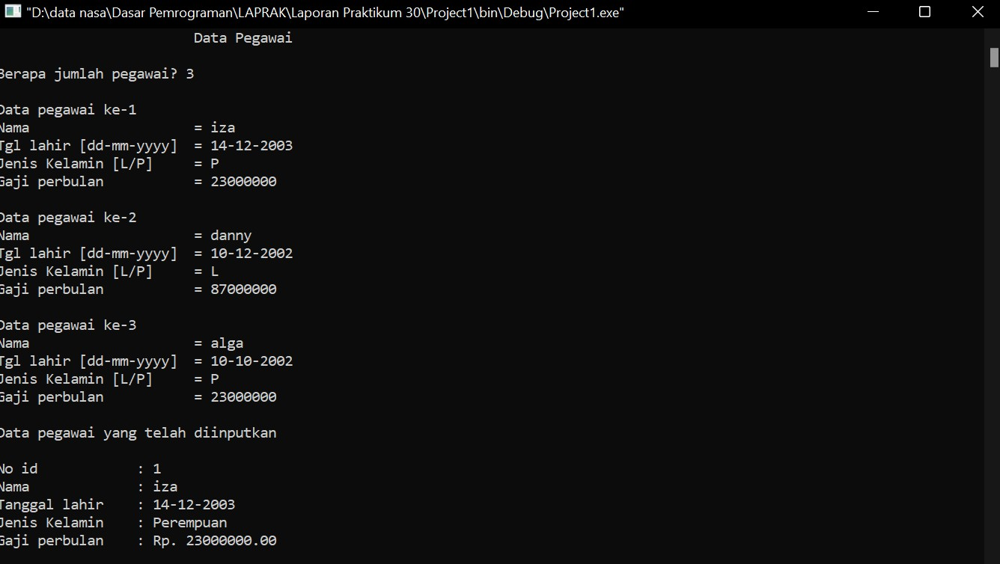 "D:\data nasa\Dasar Pemrograman\LAPRAK\Laporan Praktikum 30\Project1\bin\Debug\Project1.exe"
Data Pegawai
Berapa jumlah pegawai? 3
Data pegawai ke-1
Nama = iza
Tgl lahir [dd-mm-yyyy] = 14-12-2003
Jenis Kelamin [L/P] = P
Gaji perbulan = 23000000
Data pegawai ke-2
Nama = danny
Tgl lahir [dd-mm-yyyy] = 10-12-2002
Jenis Kelamin [L/P] = L
Gaji perbulan = 87000000
Data pegawai ke-3
Nama = alga
Tgl lahir [dd-mm-yyyy] = 10-10-2002
Jenis Kelamin [L/P] = P
Gaji perbulan = 23000000
Data pegawai yang telah diinputkan
No id : 1
Nama : iza
Tanggal lahir : 14-12-2003
Jenis Kelamin : Perempuan
Gaji perbulan : Rp. 23000000.00